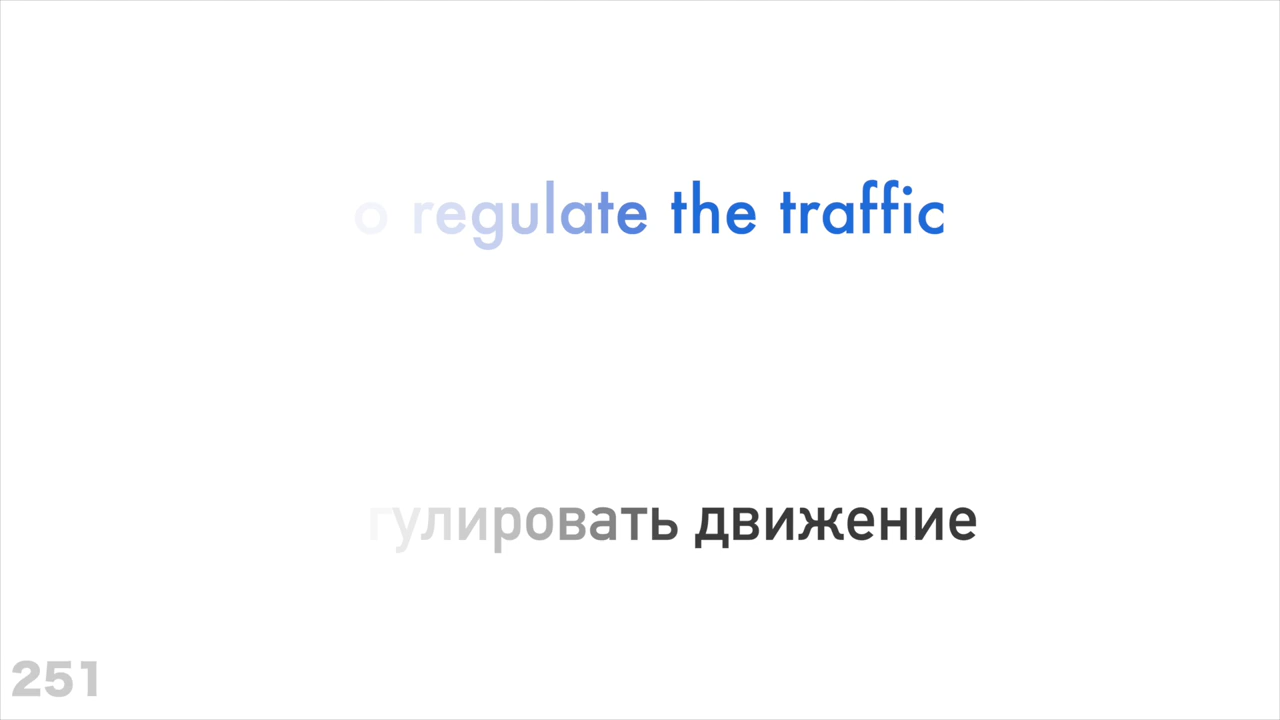 o regulate the traffic
гулировать движение
251